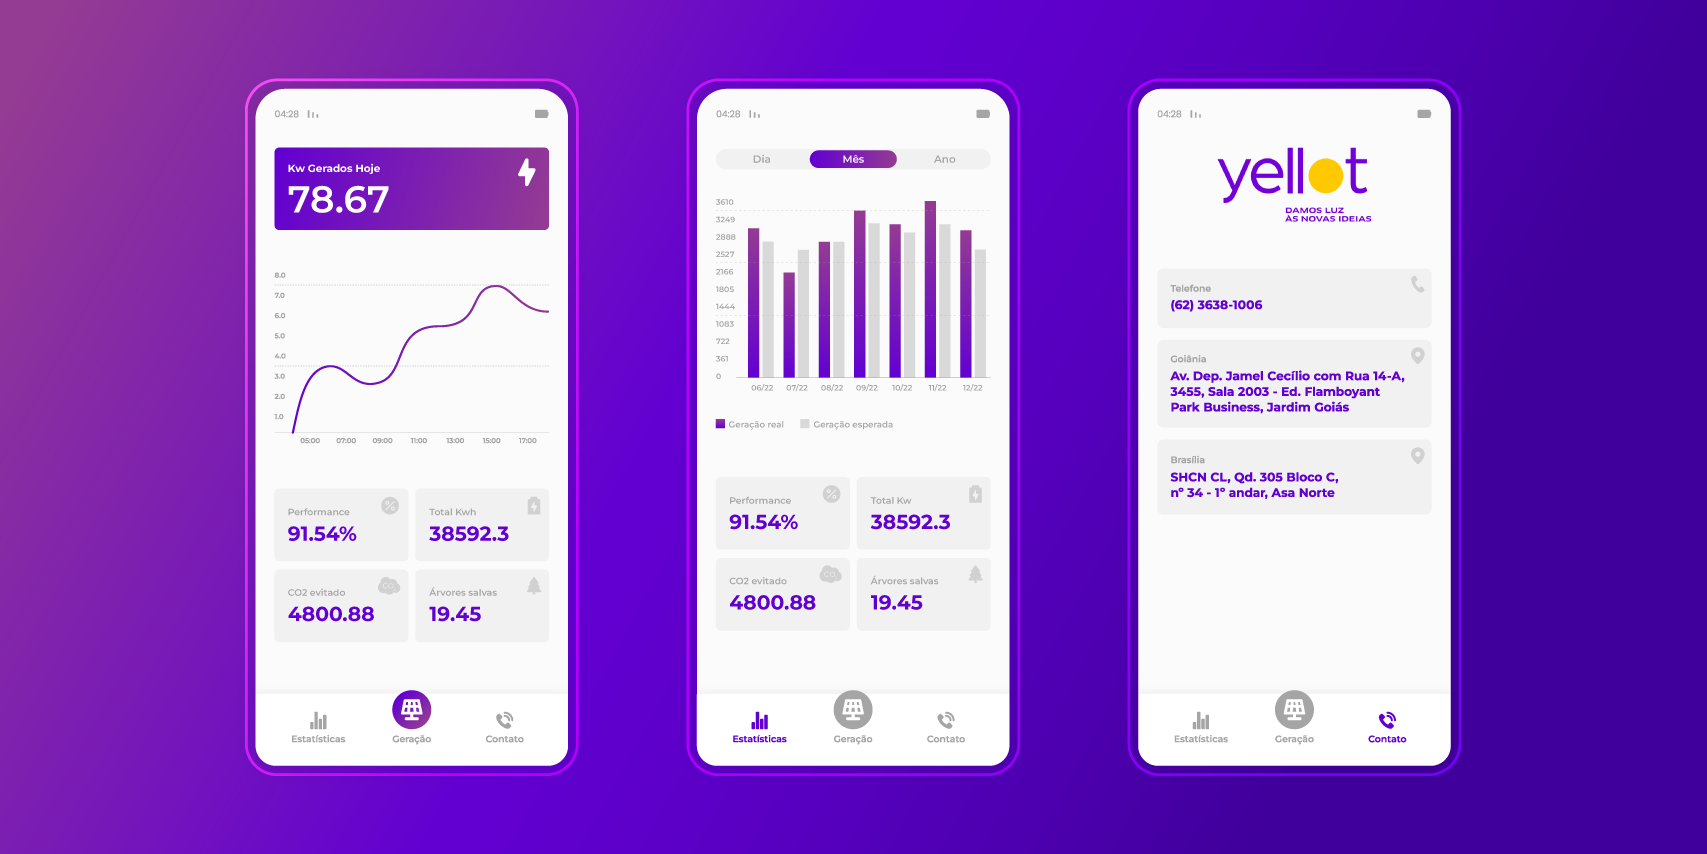 04:28
Kw Gerados Hoje
78.67
8.0
7.0
6.0
5.0
4.0
3.0
2.0
1.0
05:00 07:00 09:00 11:00 13:00 15:00 17:00
Performance
91.54%
Total Kwh
38592.3
CO2 evitado
4800.88
CO2
Árvores salvas
19.45
Estatísticas
Geração
Contato
04:28
Dia
Mês
Ano
3610
3249
2888
2527
2166
1805
1444
1083
722
361
0
06/22 07/22 08/22 09/22 10/22 11/22 12/22
Geração real
Geração esperada
Performance
91.54%
Total Kw
38592.3
CO2 evitado
4800.88
CO2
Árvores salvas
19.45
Estatísticas
Geração
Contato
04:28
yellot
DAMOS LUZ
ÀS NOVAS IDEIAS
Telefone
(62) 3638-1006
Goiânia
Av. Dep. Jamel Cecílio com Rua 14-A,
3455, Sala 2003 - Ed. Flamboyant
Park Business, Jardim Goiás
Brasília
SHCN CL, Qd. 305 Bloco C,
nº 34 - 1º andar, Asa Norte
Estatísticas
Geração
Contato